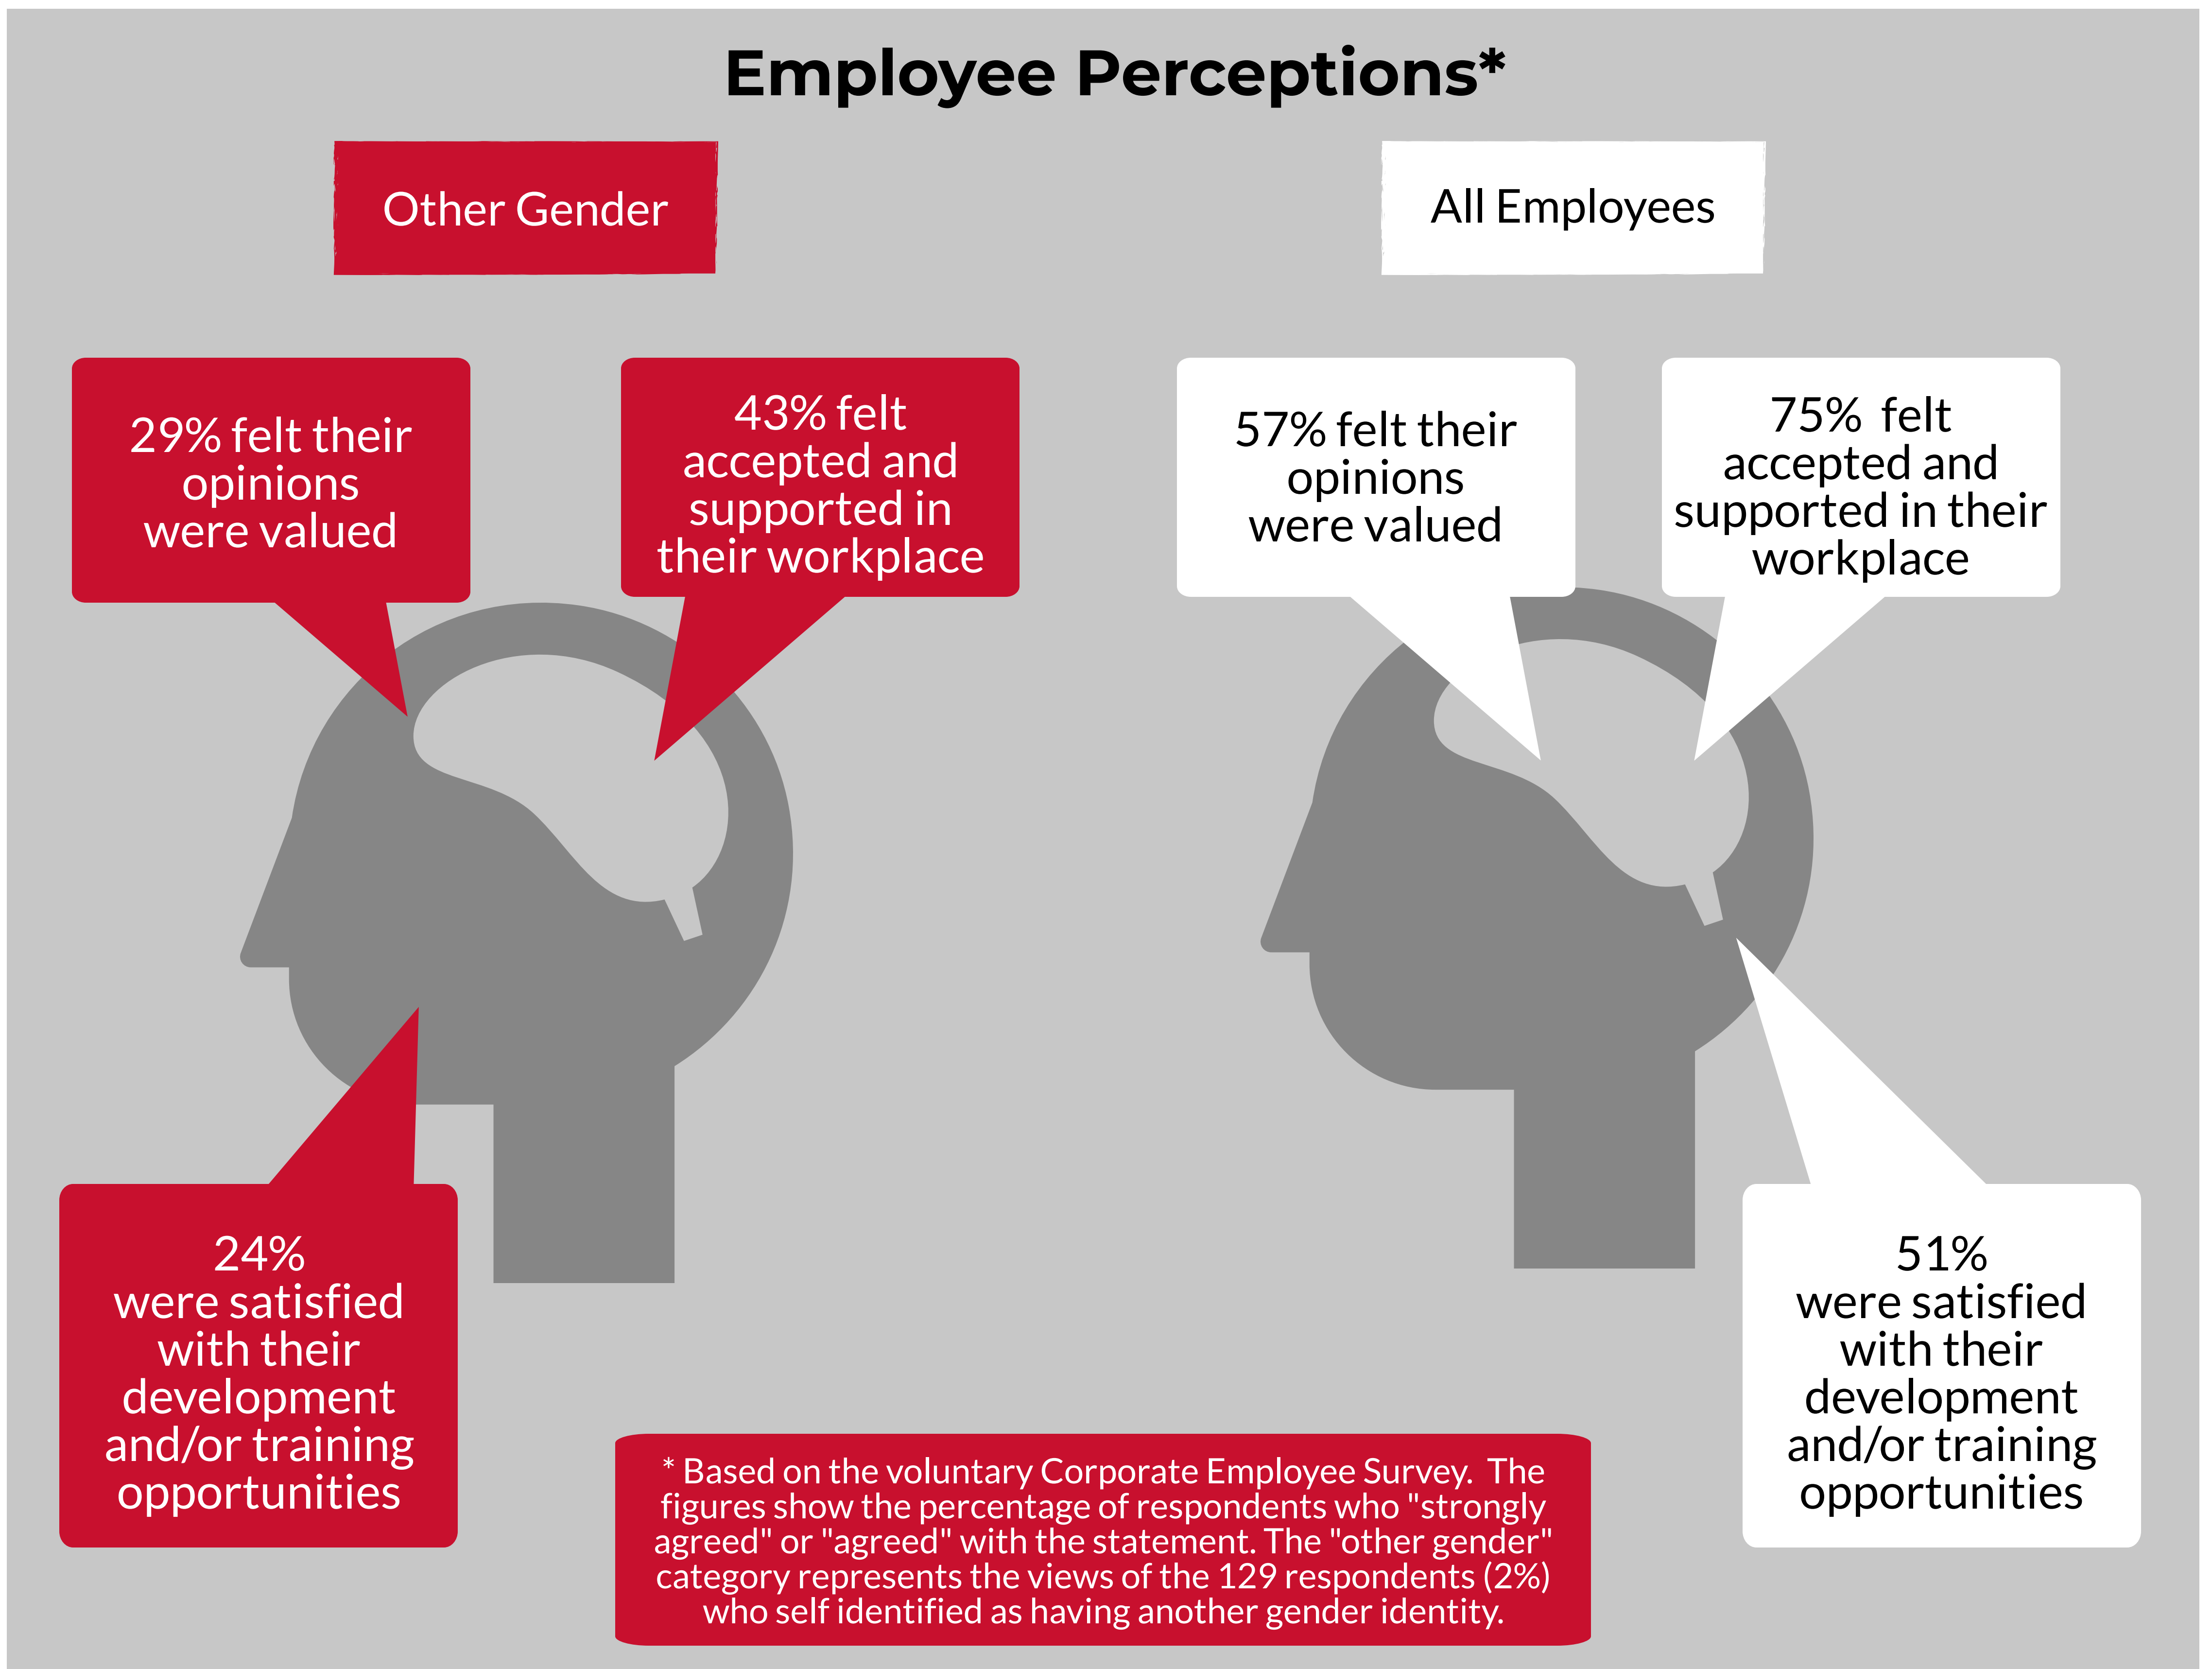 Employee Perceptions*
Other Gender
29% felt their
opinions
were valued
43% felt
accepted and
supported in
their workplace
24%
were satisfied
with their
development
and/or training
opportunities
All Employees
57% felt their
opinions
were valued
75%  felt
accepted and
supported in their
workplace
51%
were satisfied
with their
development
and/or training
opportunities
* Based on the voluntary Corporate Employee Survey.  The
figures show the percentage of respondents who "strongly
agreed" or "agreed" with the statement. The "other gender"
category represents the views of the 129 respondents (2%)
who self identified as having another gender identity.